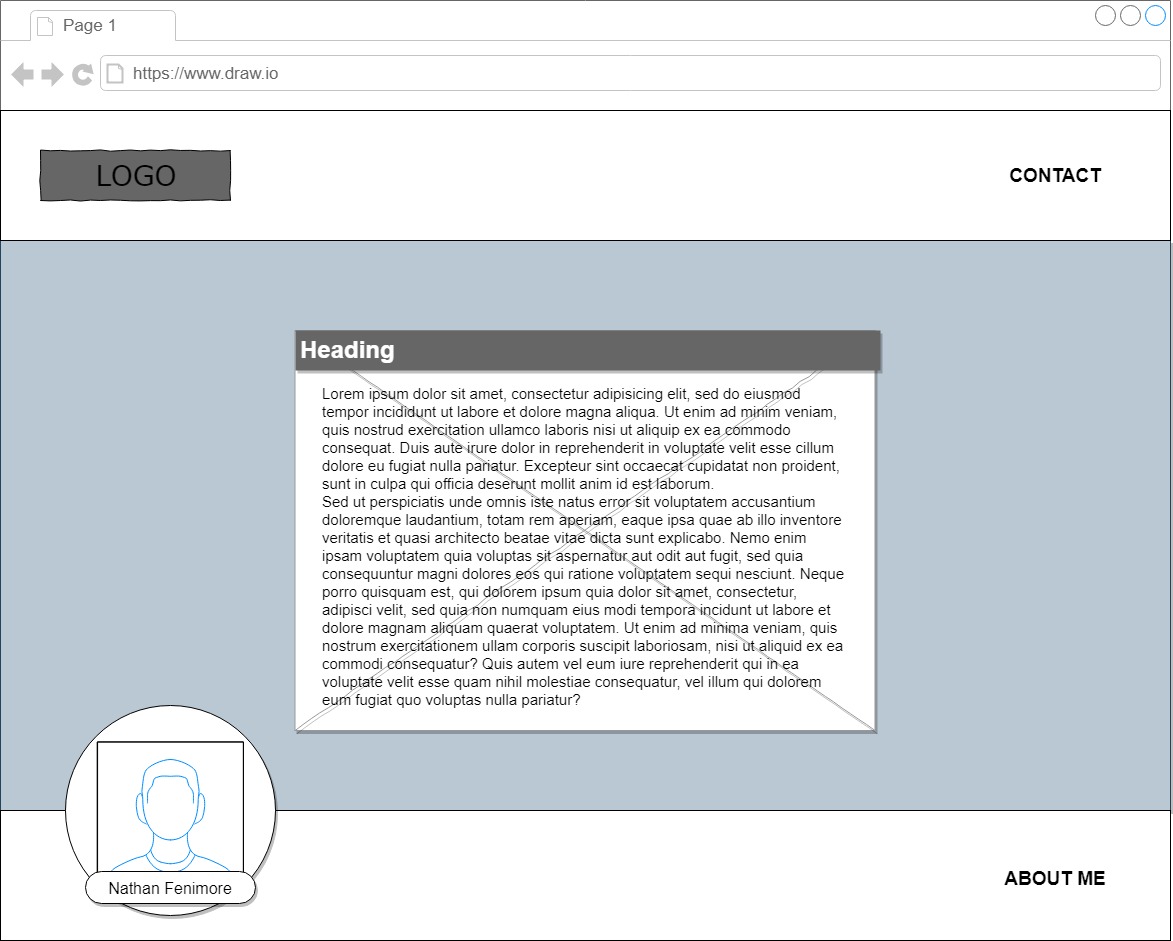 Page 1
https://www.draw.io
LOGO
CONTACT
Heading
Lorem ipsum dolor sit amet, consectetur adipisicing elit, sed do eiusmod
tempor incididunt ut labore et dolore magna aliqua. Ut enim ad minim veniam,
quis nostrud exercitation ullamco laboris nisi ut aliquip ex ea commodo
consequat. Duis aute irure dolor in reprehenderit in voluptate velit esse cillum
dolore eu fugiat nulla pariatur. Excepteur sint occaecat cupidatat non proident,
sunt in culpa qui officia deserunt mollit anim id est laborum.
Sed ut perspiciatis unde omnis iste natus error sit voluptatem accusantium
doloremque laudantium, totam rem aperiam, eaque ipsa quae ab illo inventore
veritatis et quasi architecto beatae vitae dicta sunt explicabo. Nemo enim
ipsam voluptatem quia voluptas sit aspernatur aut odit aut fugit, sed quia
consequuntur magni dolores eos qui ratione voluptatem sequi nesciunt. Neque
porro quisquam est, qui dolorem ipsum quia dolor sit amet, consectetur,
adipisci velit, sed quia non numquam eius modi tempora incidunt ut labore et
dolore magnam aliquam quaerat voluptatem. Ut enim ad minima veniam, quis
nostrum exercitationem ullam corporis suscipit laboriosam, nisi ut aliquid ex ea
commodi consequatur? Quis autem vel eum iure reprehenderit qui in ea
voluptate velit esse quam nihil molestiae consequatur, vel illum qui dolorem
eum fugiat quo voluptas nulla pariatur?
Nathan Fenimore
ABOUT ME